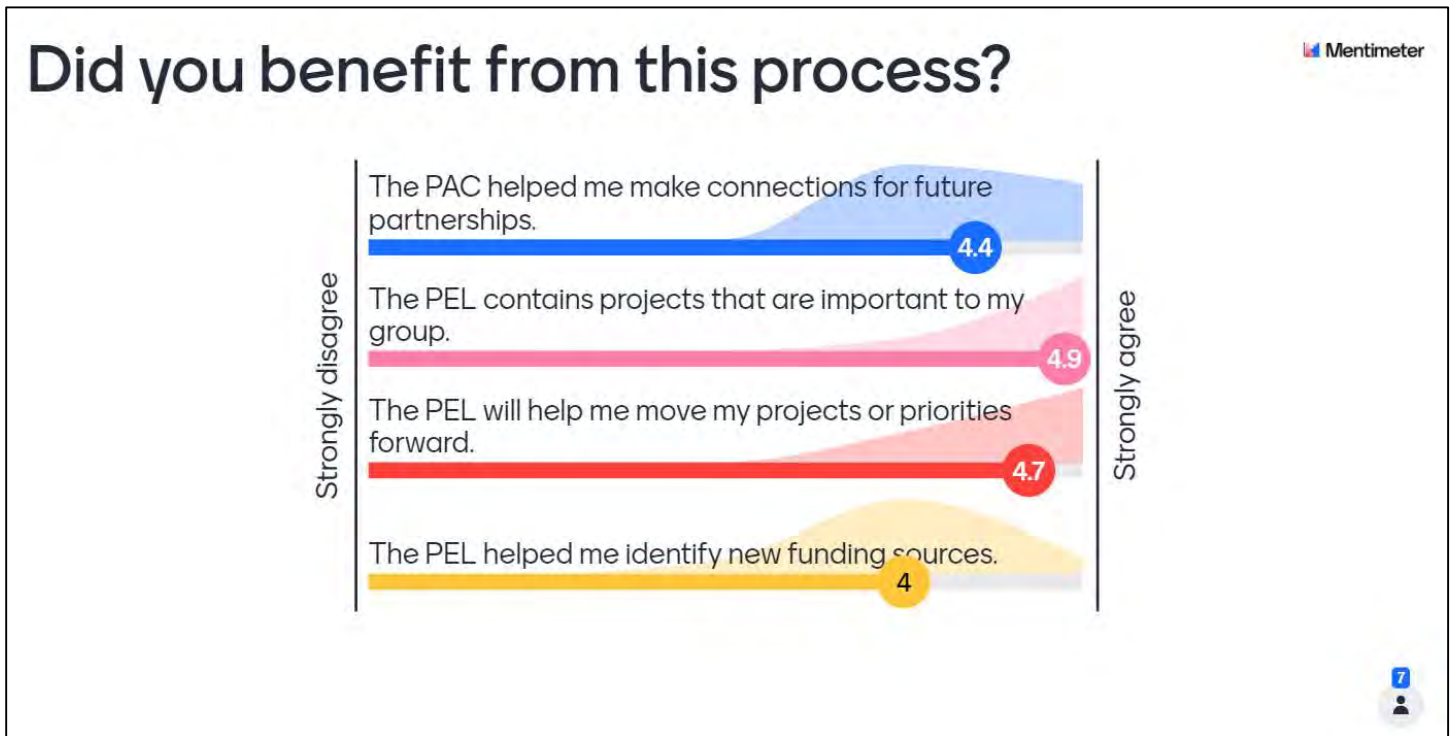 Did you benefit from this process?
Mentimeter
Strongly disagree
The PAC helped me make connections for future
partnerships.
4.4
The PEL contains projects that are important to my
group.
4.9
The PEL will help me move my projects or priorities
forward.
4.7
The PEL helped me identify new funding sources.
4
Strongly agree
7